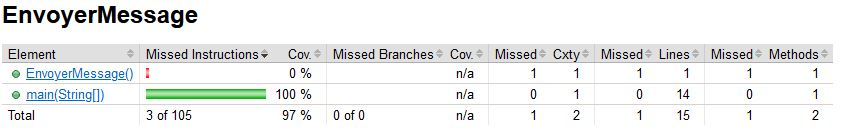 EnvoyerMessage
Element Missed Instructions Cov. Missed Branches Cov. Missed Cxty Missed Lines Missed Methods
EnvoyerMessage() 0 % n/a 1 1 1 1 1 1
main(String[]) 100 % n/a 0 1 0 14 0 1
Total 3 of 105 97 % 0 of 0 n/a 1 2 1 15 1 2